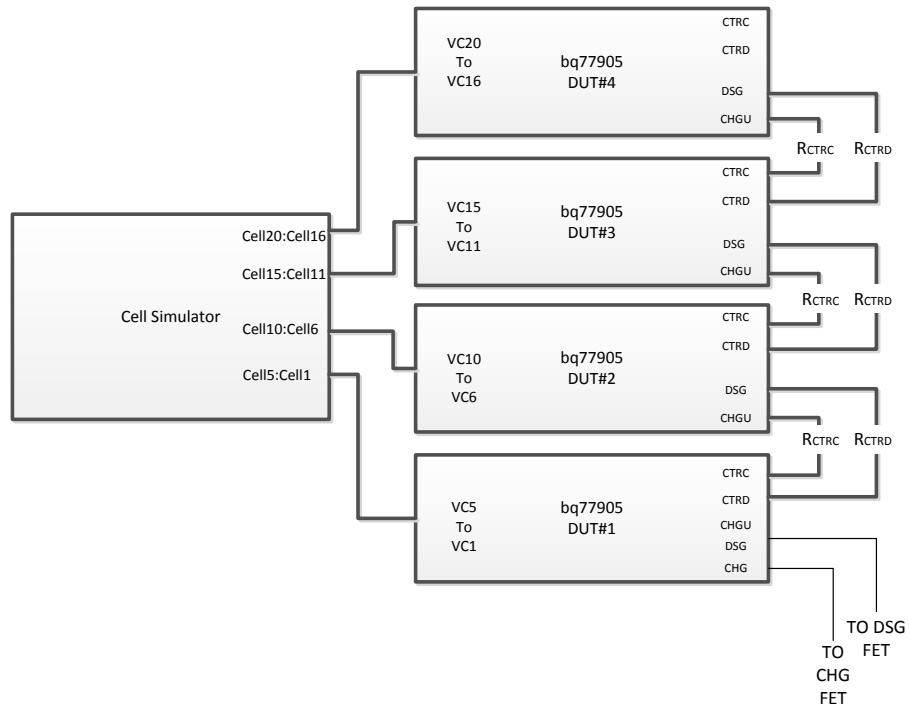 CTRC
VC20
To
VC16
bq77905
DUT#4
CTRD
DSG
CHGU
RCTRC
RCTRD
CTRC
VC15
To
VC11
bq77905
DUT#3
CTRD
DSG
CHGU
Cell20:Cell16
Cell15:Cell11
Cell Simulator
Cell10:Cell6
Cell5:Cell1
RCTRC
RCTRD
CTRC
VC10
To
VC6
bq77905
DUT#2
CTRD
DSG
CHGU
RCTRC
RCTRD
CTRC
VC5
To
VC1
bq77905
DUT#1
CTRD
CHGU
DSG
CHG
TO DSG
FET
TO
CHG
FET